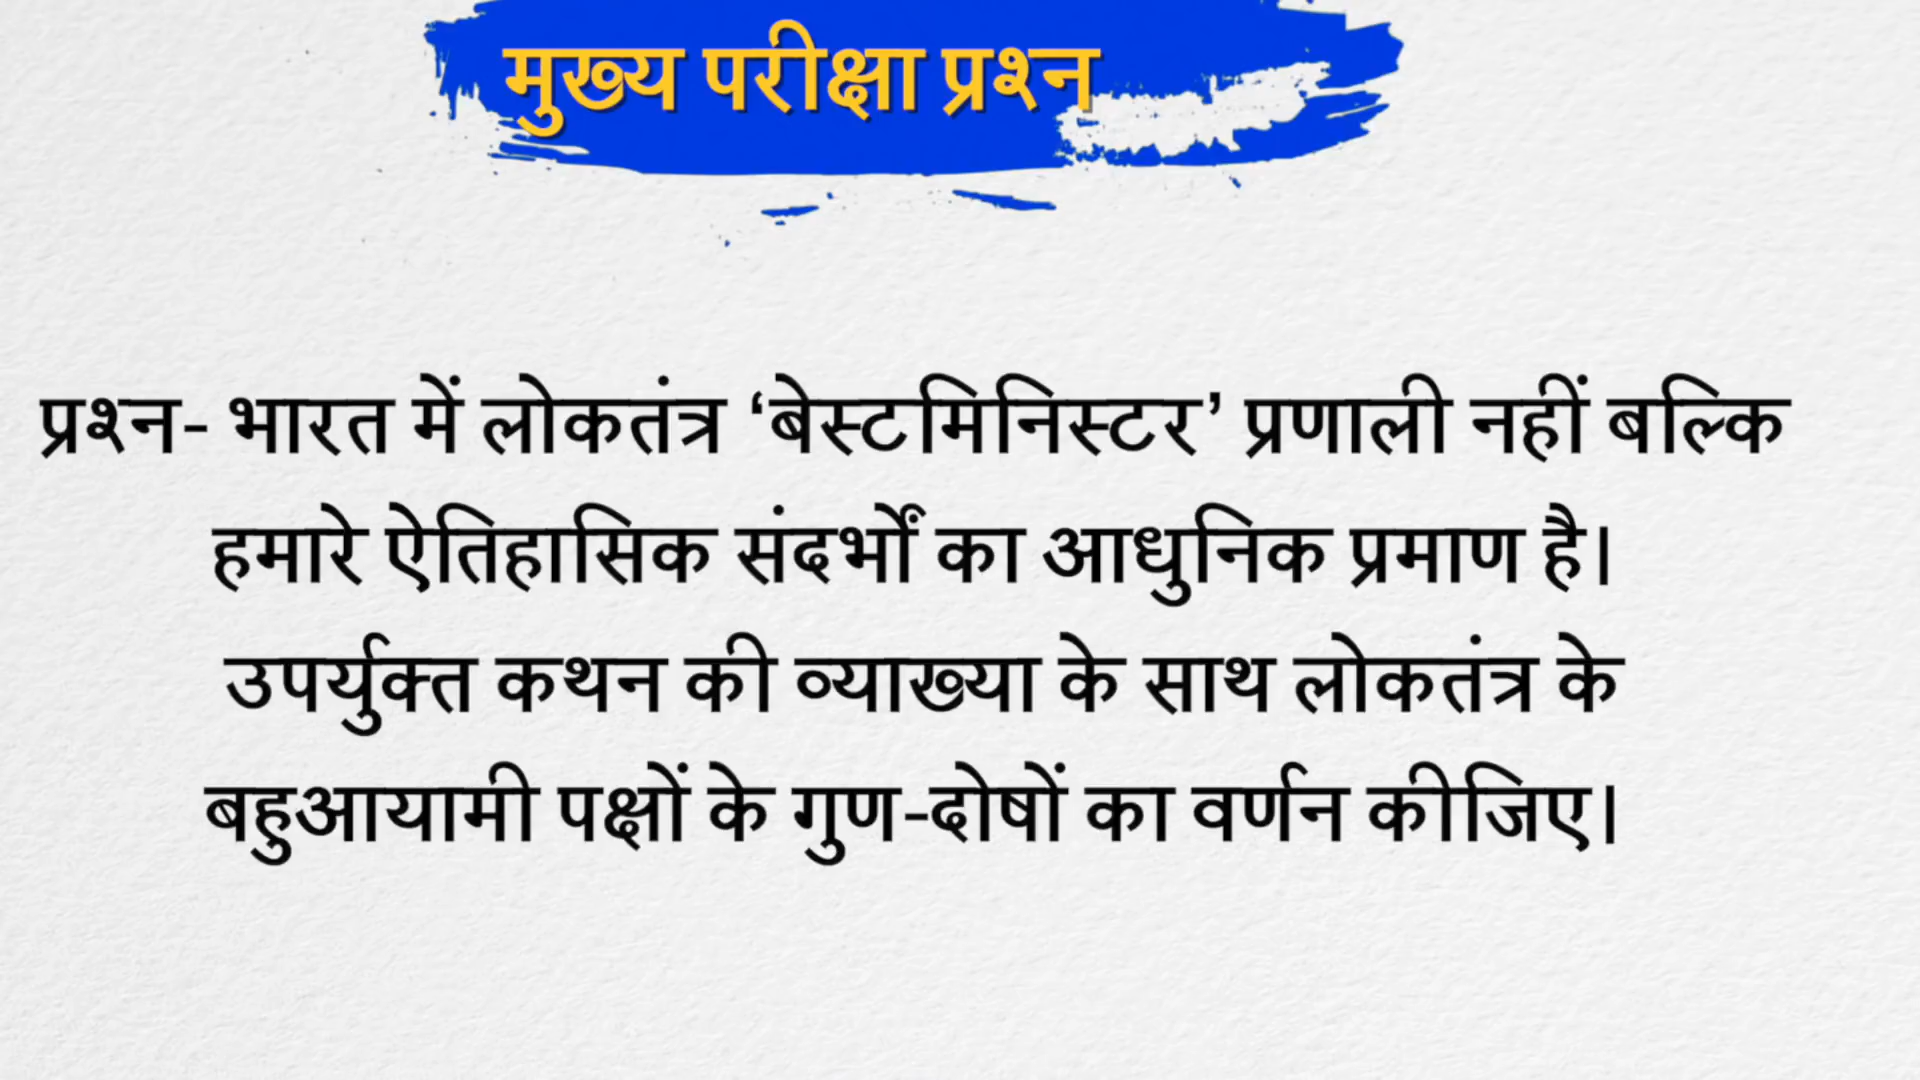 मुख्य परीक्षा प्रश्न
प्रश्न- भारत में लोकतंत्र ‘बेस्टमिनिस्टर’ प्रणाली नहीं बल्कि
हमारे ऐतिहासिक संदर्भों का आधुनिक प्रमाण है।
उपर्युक्त कथन की व्याख्या के साथ लोकतंत्र के
बहुआयामी पक्षों के गुण-दोषों का वर्णन कीजिए।